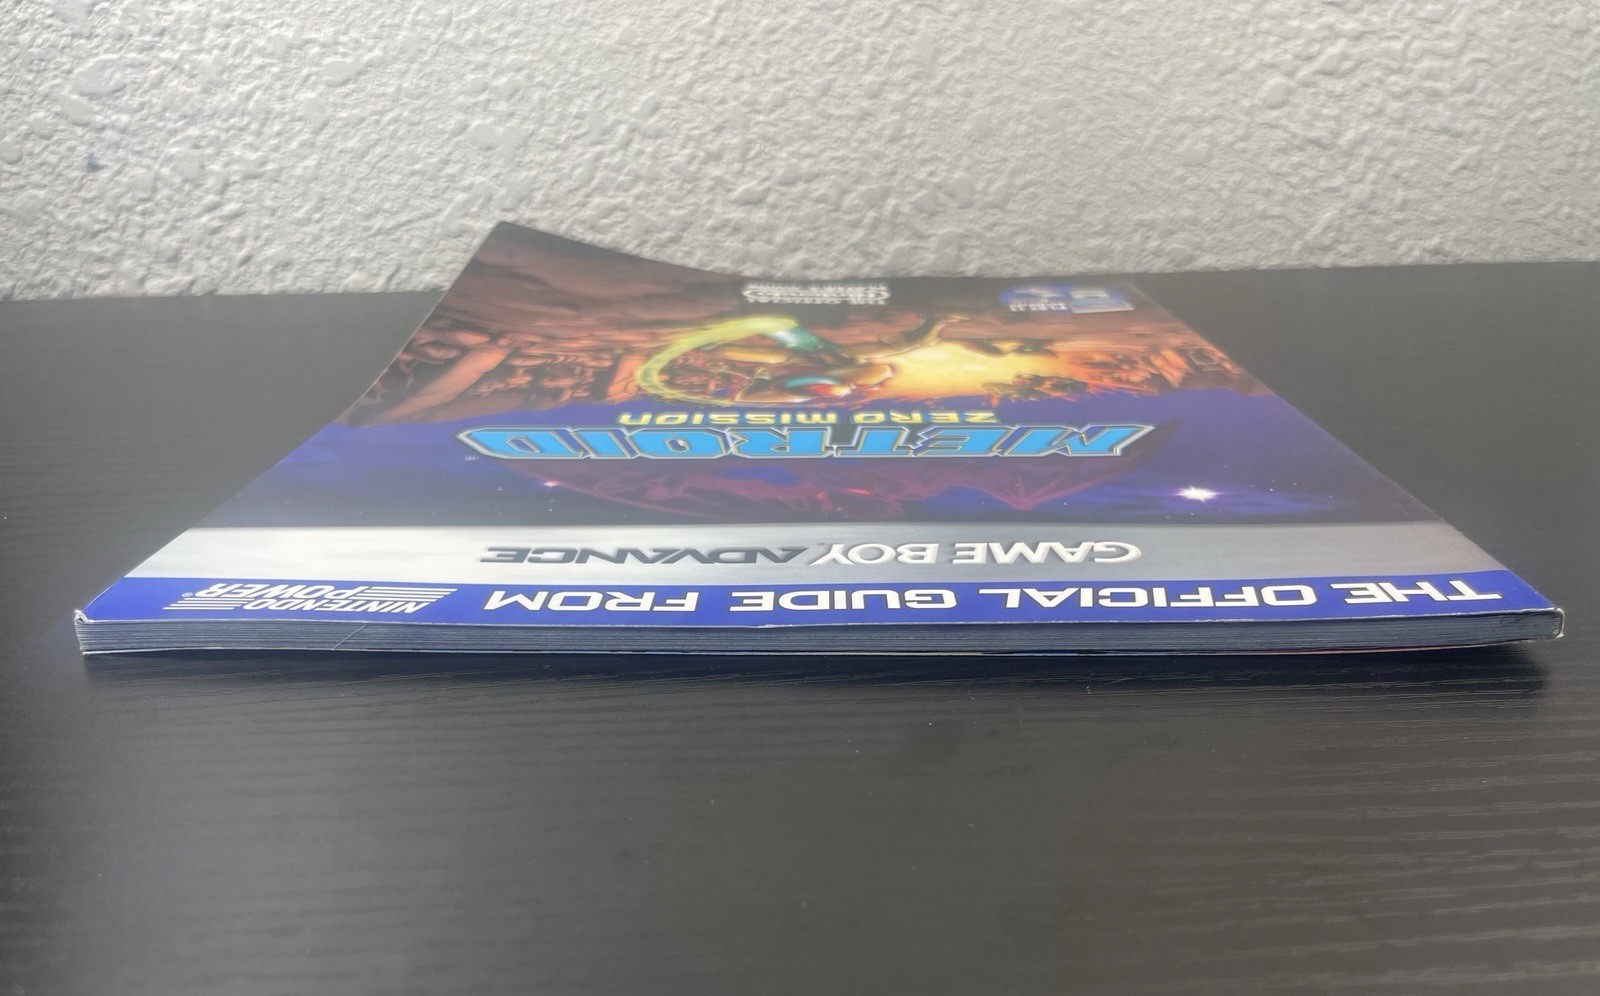 THE OFFICIAL GUIDE FROM
NINTENDO
POWER®
GAME BOY ADVANCE
METROID®
ZERO MISSION